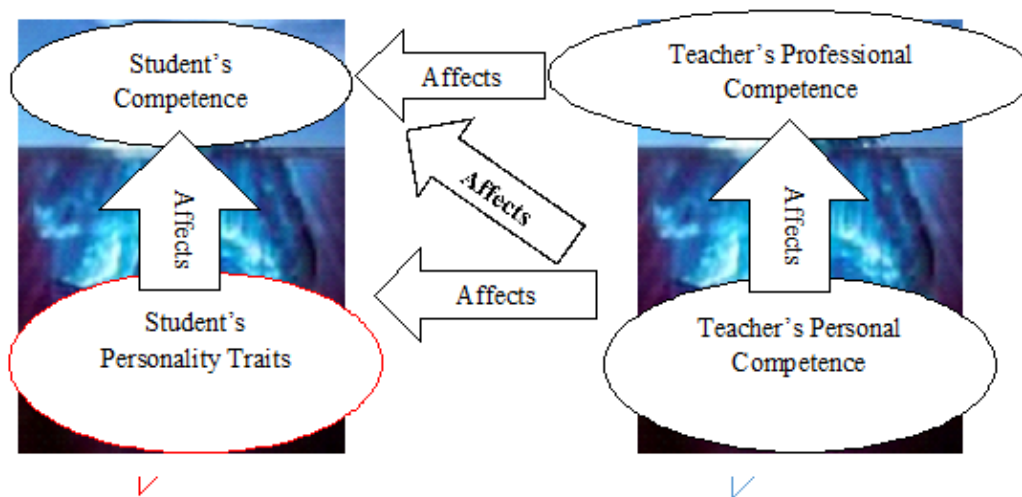 Student’s
Competence
Affects
Teacher’s Professional
Competence
Affects
Affects
Affects
Affects
Student’s
Personality Traits
Teacher’s Personal
Competence